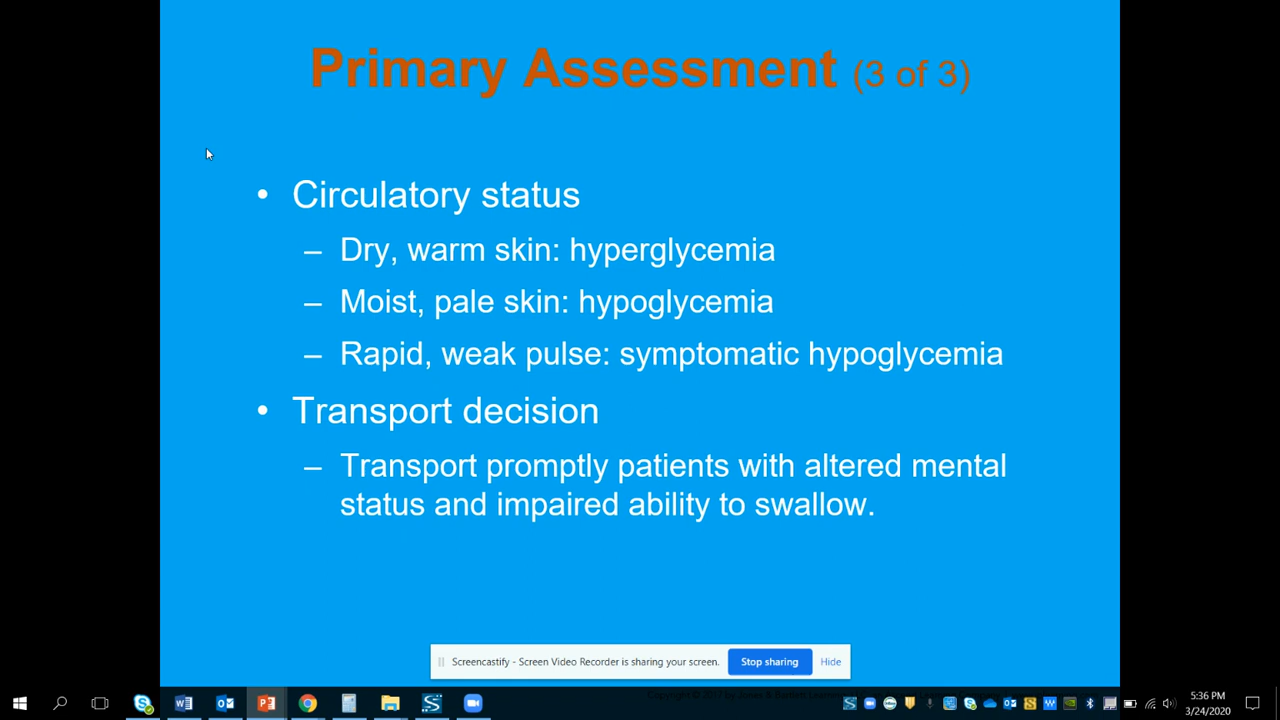 Primary Assessment (3 of 3)
• Circulatory status
– Dry, warm skin: hyperglycemia
– Moist, pale skin: hypoglycemia
– Rapid, weak pulse: symptomatic hypoglycemia
• Transport decision
– Transport promptly patients with altered mental
status and impaired ability to swallow.
Screencastify - Screen Video Recorder is sharing your screen.
Stop sharing
Hide
5:36 PM
3/24/2020